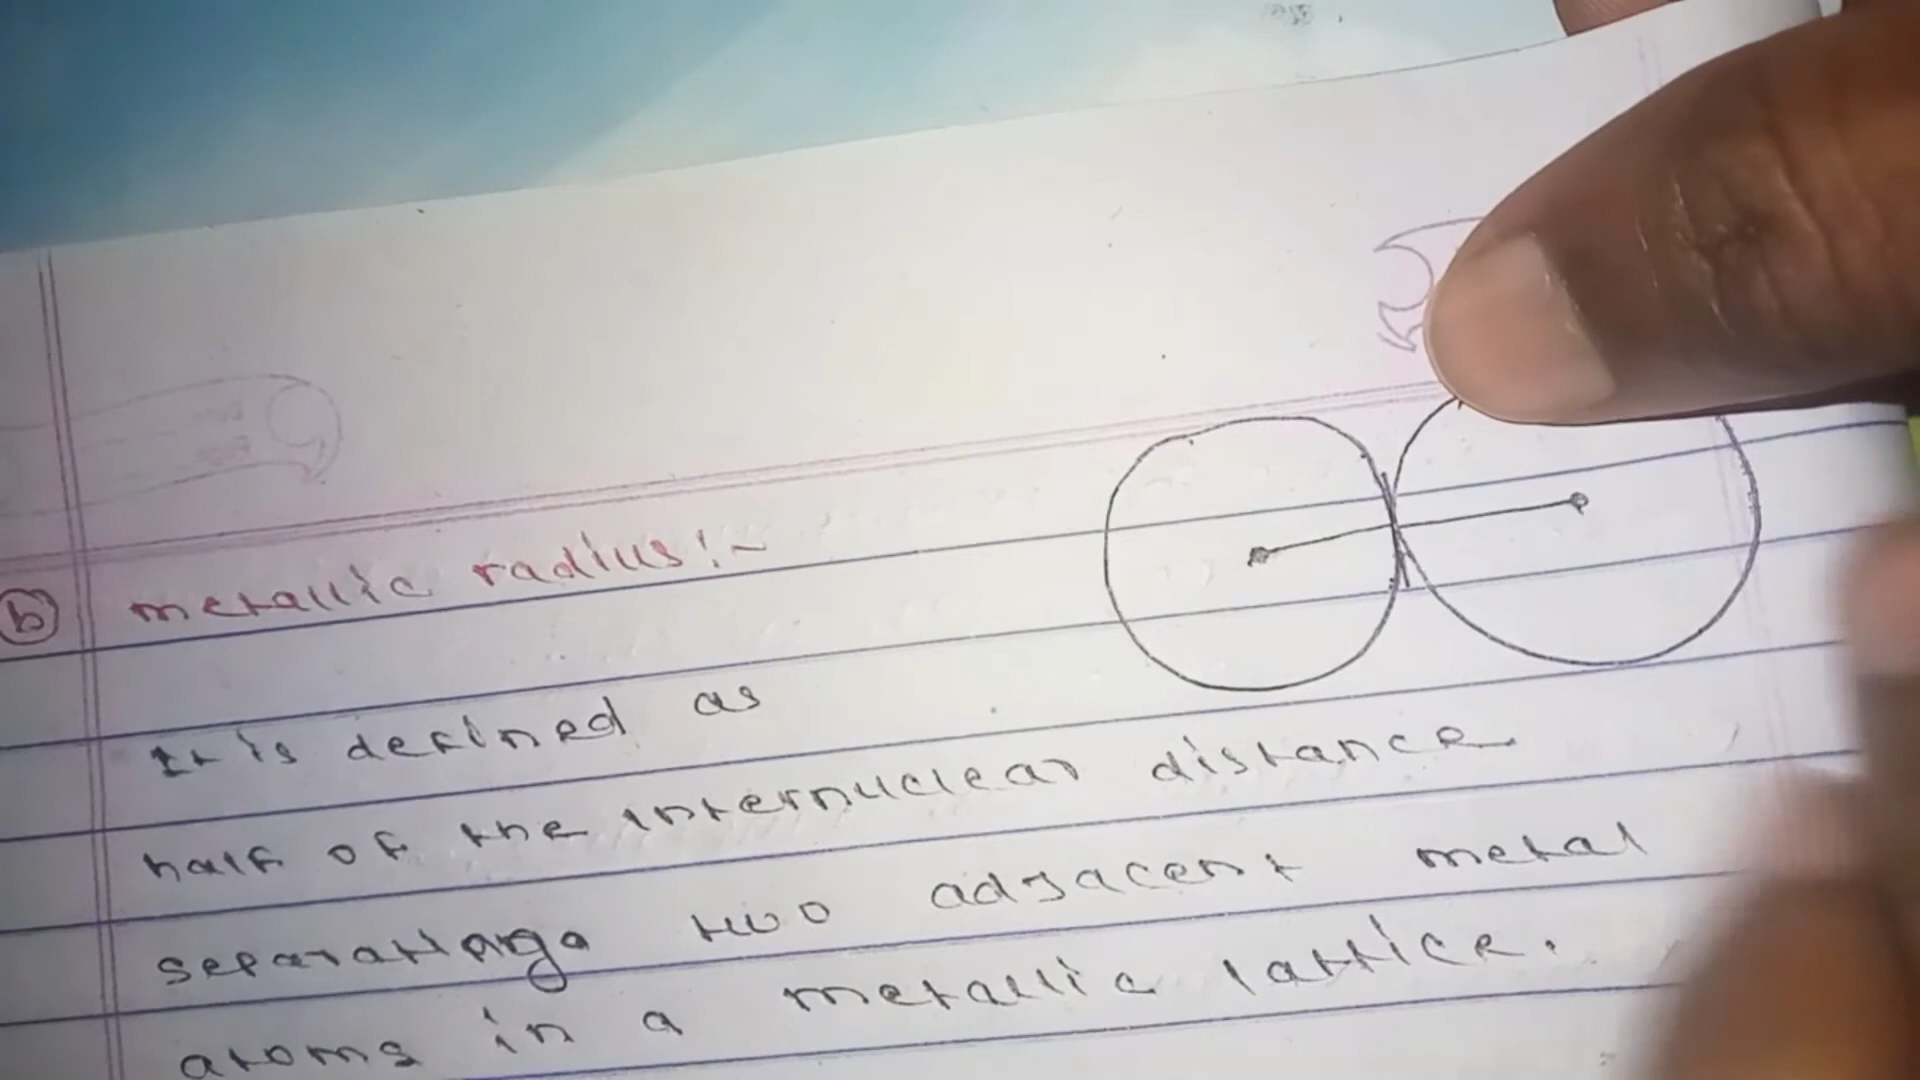 (b) metallic radius:-
It is defined as
half of the internuclear distance
separating two adjacent metal
atoms in a metallic lattice.